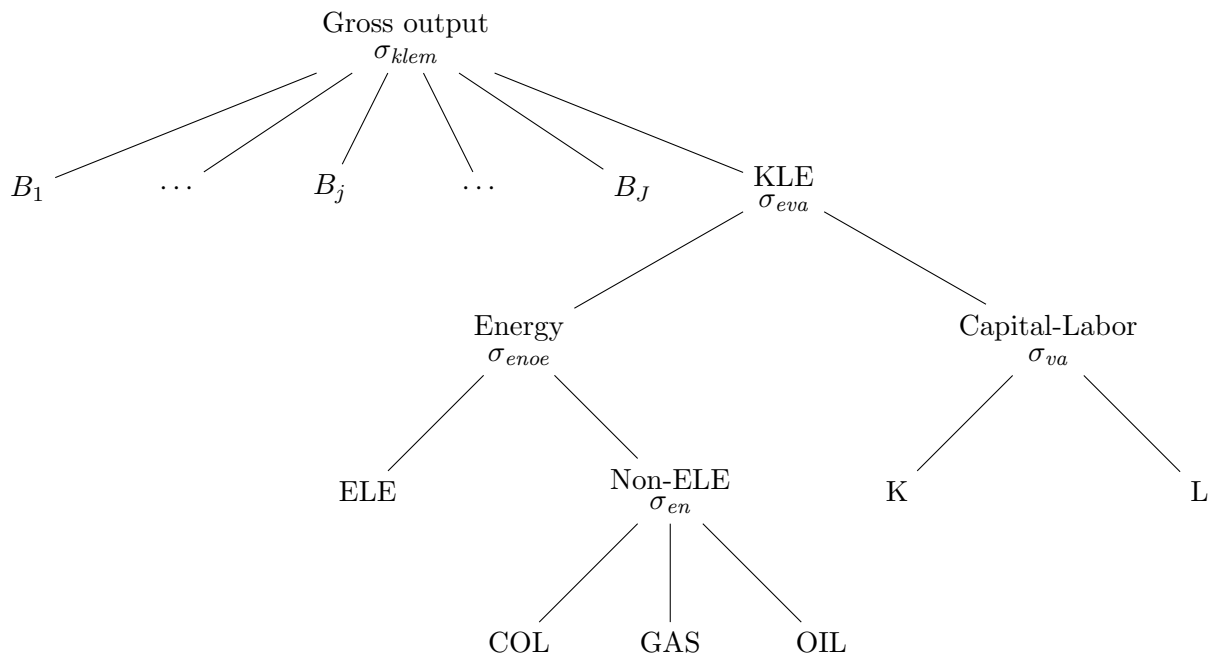 Gross output
σ_klem
B_1 ⋯ B_j ⋯ B_J KLE
σ_eva
Energy Capital-Labor
σ_enoe σ_va
ELE Non-ELE K L
σ_en
COL GAS OIL